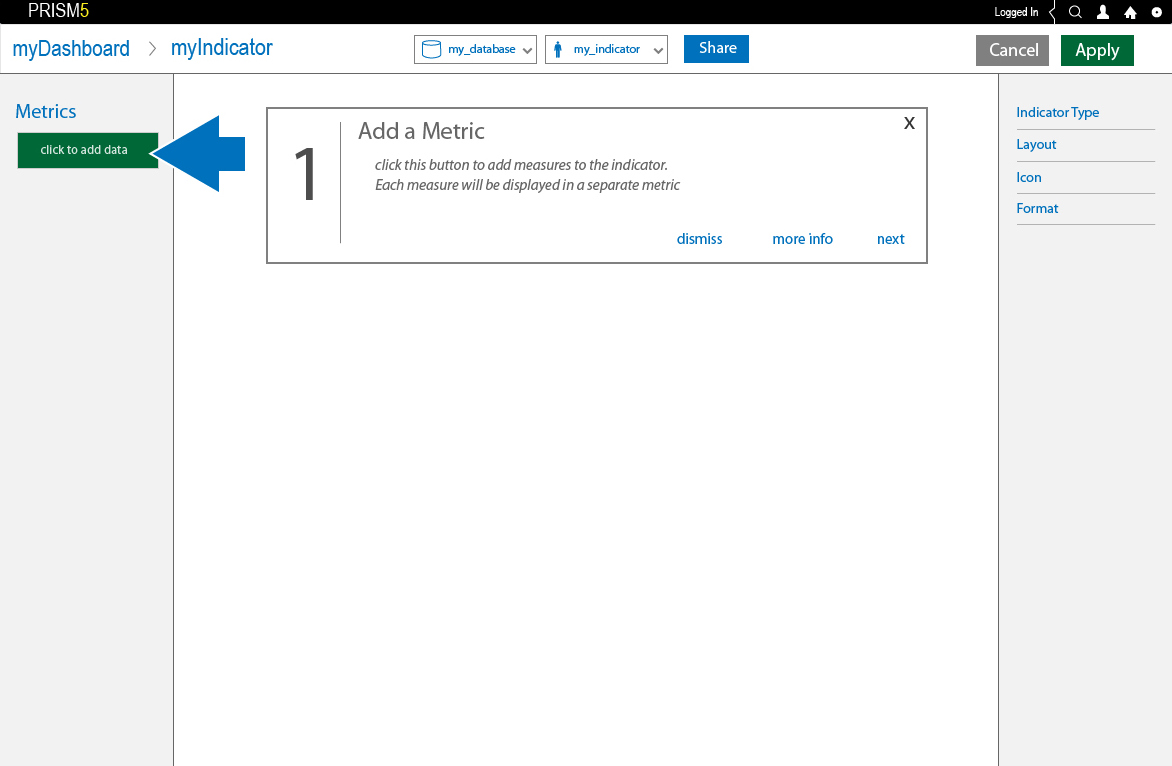 PRISM5
Logged In
myDashboard myIndicator
my_database
my_indicator
Share
Cancel
Apply
Metrics
click to add data
1
Add a Metric
X
click this button to add measures to the indicator.
Each measure will be displayed in a separate metric
dismiss more info next
Indicator Type
Layout
Icon
Format